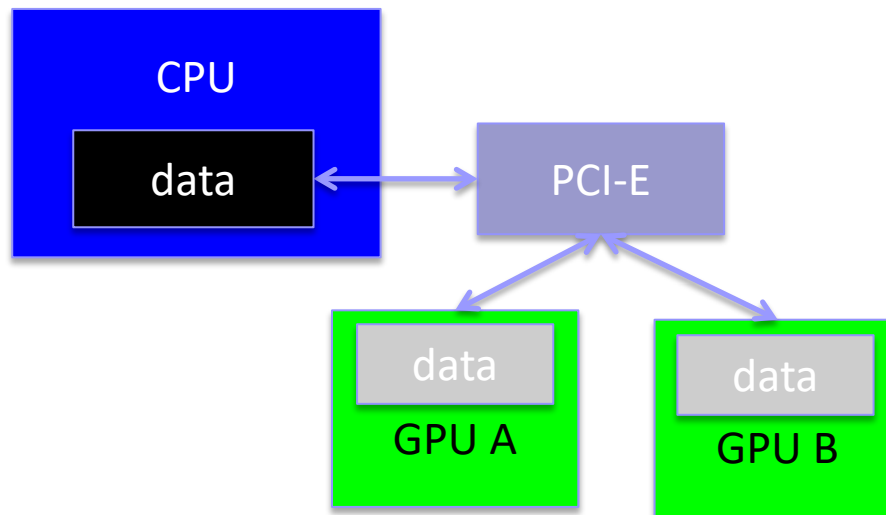 CPU
data
PCI-E
data
GPU A
data
GPU B